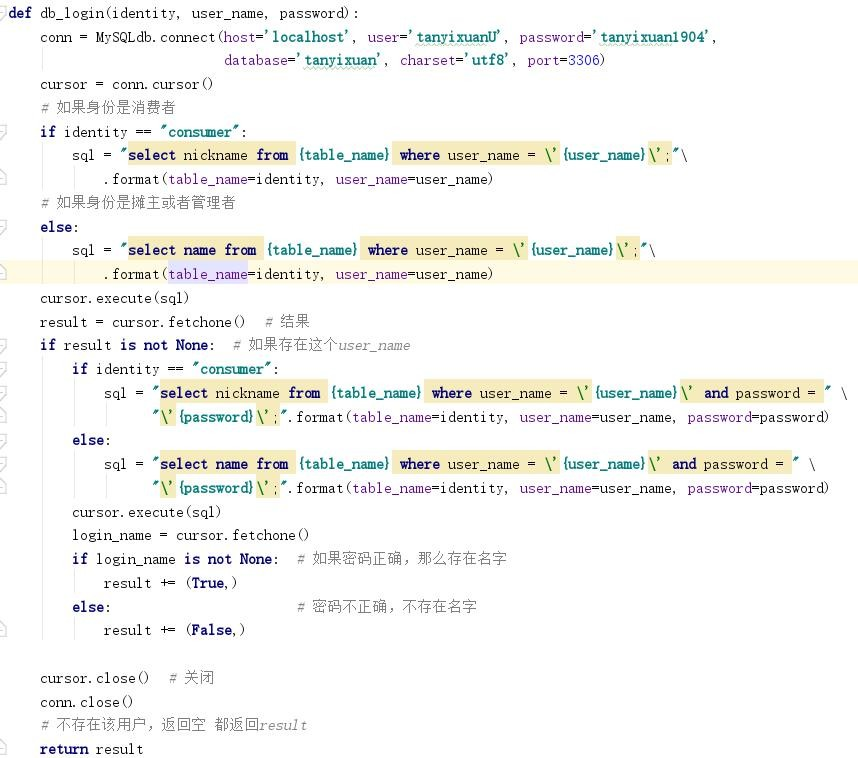 def db_login(identity, user_name, password):
    conn = MySQLdb.connect(host='localhost', user='tanyixuanU', password='tanyixuan1904',
                           database='tanyixuan', charset='utf8', port=3306)
    cursor = conn.cursor()
    # 如果身份是消费者
    if identity == "consumer":
        sql = "select nickname from {table_name} where user_name = \'{user_name}\';"\
            .format(table_name=identity, user_name=user_name)
    # 如果身份是摊主或者管理者
    else:
        sql = "select name from {table_name} where user_name = \'{user_name}\';"\
            .format(table_name=identity, user_name=user_name)
    cursor.execute(sql)
    result = cursor.fetchone()  # 结果
    if result is not None:  # 如果存在这个user_name
        if identity == "consumer":
            sql = "select nickname from {table_name} where user_name = \'{user_name}\' and password = " \
                  "\'{password}\';".format(table_name=identity, user_name=user_name, password=password)
        else:
            sql = "select name from {table_name} where user_name = \'{user_name}\' and password = " \
                  "\'{password}\';".format(table_name=identity, user_name=user_name, password=password)
        cursor.execute(sql)
        login_name = cursor.fetchone()
        if login_name is not None:  # 如果密码正确，那么存在名字
            result += (True,)
        else:                       # 密码不正确，不存在名字
            result += (False,)
    cursor.close()  # 关闭
    conn.close()
    # 不存在该用户，返回空 都返回result
    return result